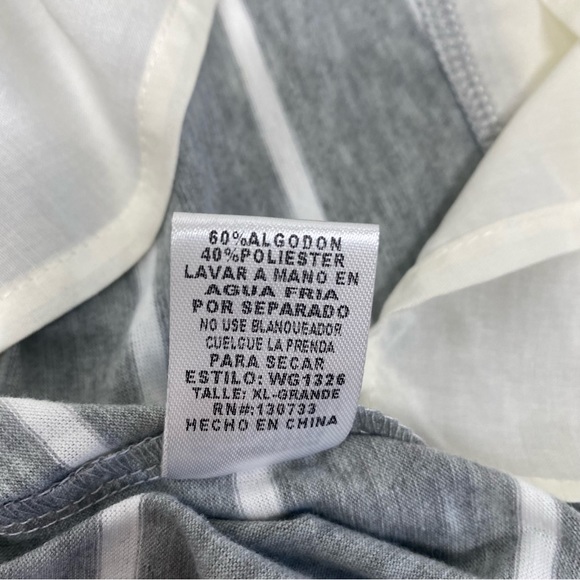 60%ALGODON
40%POLIESTER
LAVAR A MANO EN
AGUA FRIA
POR SEPARADO
NO USE BLANQUEADOR
CUELGUE LA PRENDA
PARA SECAR
ESTILO: WG1326
TALLE: XL-GRANDE
RN#:130733
HECHO EN CHINA